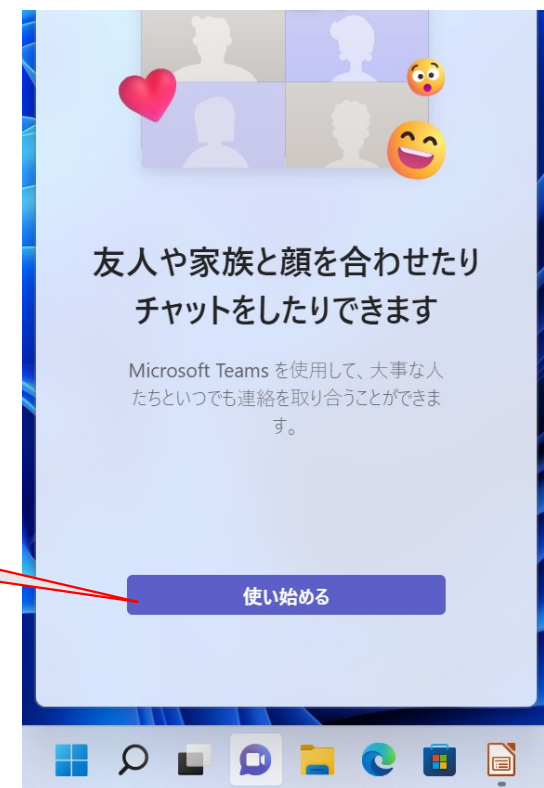 友人や家族と顔を合わせたり
チャットをしたりできます
Microsoft Teams を使用して、大事な人
たちといつでも連絡を取り合うことができま
す。
使い始める